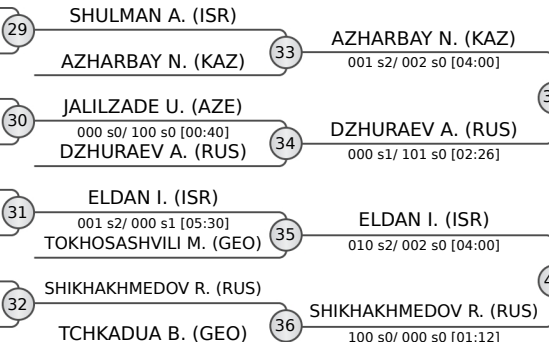 29
SHULMAN A. (ISR)
AZHARBAY N. (KAZ)
33
AZHARBAY N. (KAZ)
001 s2/ 002 s0 [04:00]
30
JALILZADE U. (AZE)
000 s0/ 100 s0 [00:40]
DZHURAEV A. (RUS)
34
DZHURAEV A. (RUS)
000 s1/ 101 s0 [02:26]
31
ELDAN I. (ISR)
001 s2/ 000 s1 [05:30]
TOKHOSASHVILI M. (GEO)
35
ELDAN I. (ISR)
010 s2/ 002 s0 [04:00]
32
SHIKHAKHMEDOV R. (RUS)
TCHKADUA B. (GEO)
36
SHIKHAKHMEDOV R. (RUS)
100 s0/ 000 s0 [01:12]